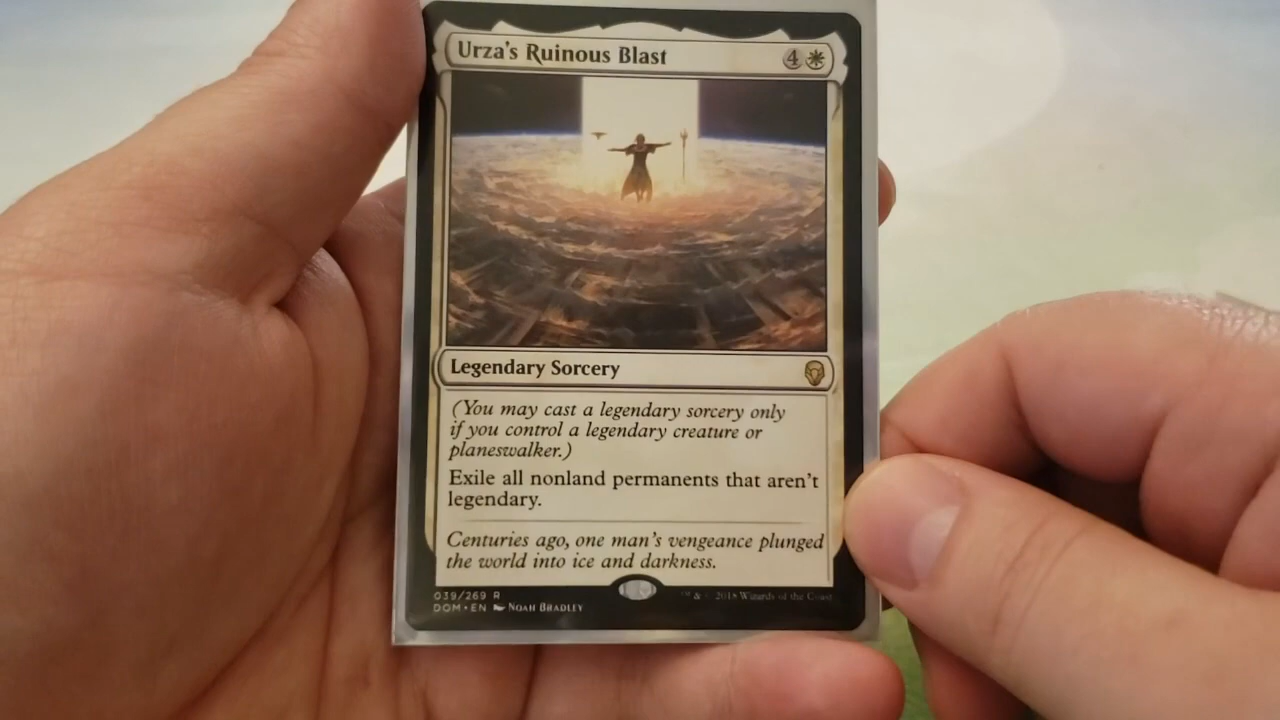 Urza's Ruinous Blast 4
Legendary Sorcery
(You may cast a legendary sorcery only
if you control a legendary creature or
planeswalker.)
Exile all nonland permanents that aren't
legendary.
Centuries ago, one man's vengeance plunged
the world into ice and darkness.
039/269 R
™ & © 2018 Wizards of the Coast
DOM • EN Noah Bradley